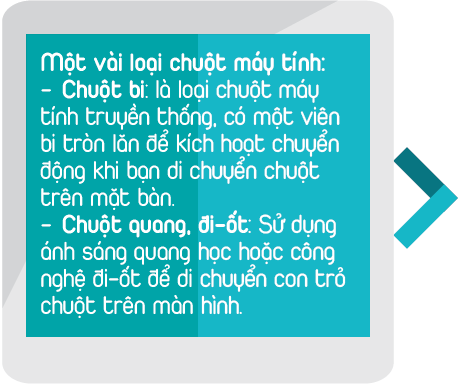 Một vài loại chuột máy tính:
- Chuột bi: là loại chuột máy
tính truyền thống, có một viên
bi tròn lăn để kích hoạt chuyển
động khi bạn di chuyển chuột
trên mặt bàn.
- Chuột quang, đi-ốt: Sử dụng
ánh sáng quang học hoặc công
nghệ đi-ốt để di chuyển con trỏ
chuột trên màn hình.